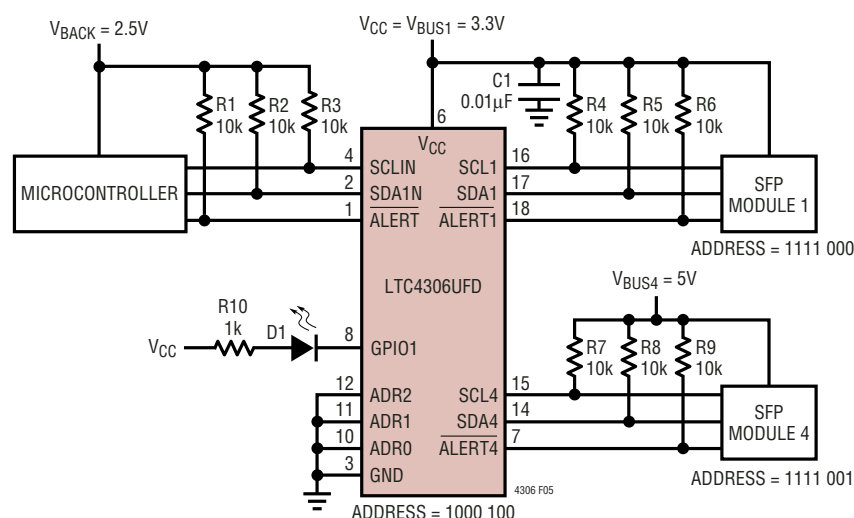 VBACK = 2.5V
VCC = VBUS1 = 3.3V
R1
10k
R2
10k
R3
10k
C1
0.01μF
R4
10k
R5
10k
R6
10k
MICROCONTROLLER
4
2
1
6
VCC
SCLIN
SDA1N
ALERT
SCL1
SDA1
ALERT1
16
17
18
SFP
MODULE 1
ADDRESS = 1111 000
LTC4306UFD
VBUS4 = 5V
R10
1k
D1
VCC
8
GPIO1
R7
10k
R8
10k
R9
10k
12
11
10
3
ADR2
ADR1
ADR0
GND
SCL4
SDA4
ALERT4
15
14
7
SFP
MODULE 4
4306 F05
ADDRESS = 1111 001
ADDRESS = 1000 100